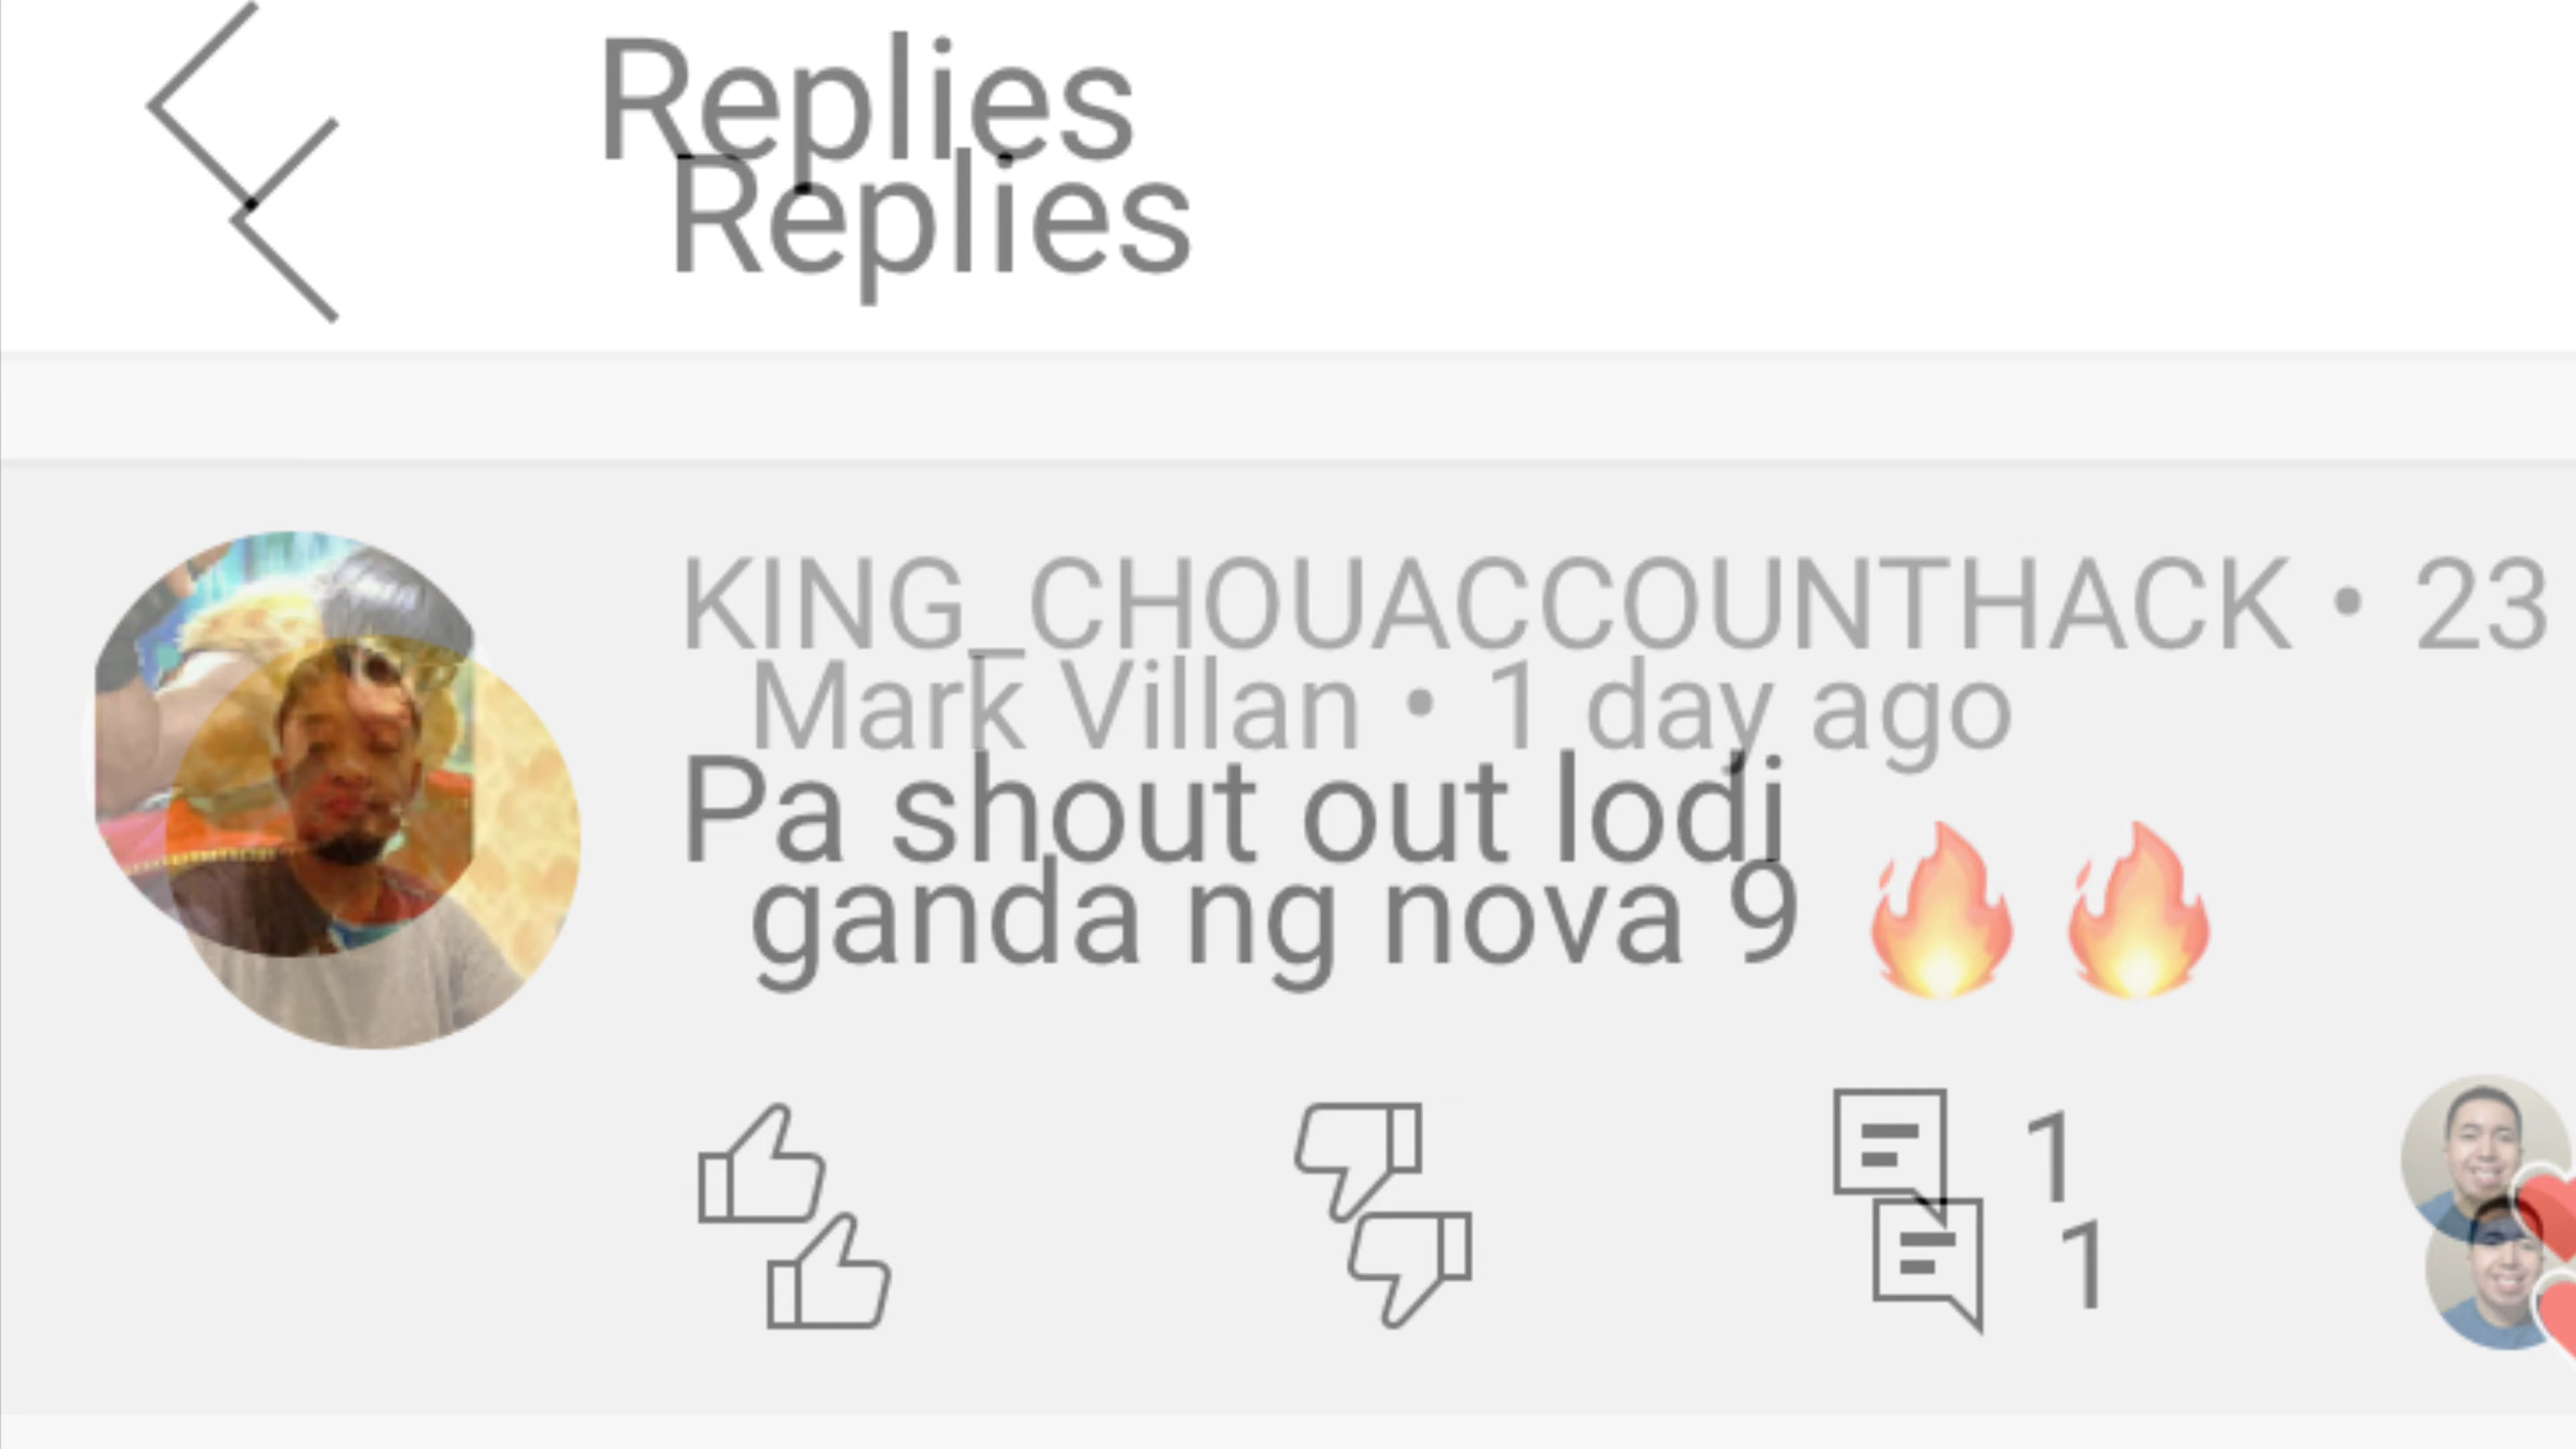 Replies
Replies
KING_CHOUACCOUNTHACK • 23
Mark Villan • 1 day ago
Pa shout out lodi
ganda ng nova 9 🔥🔥
1
1